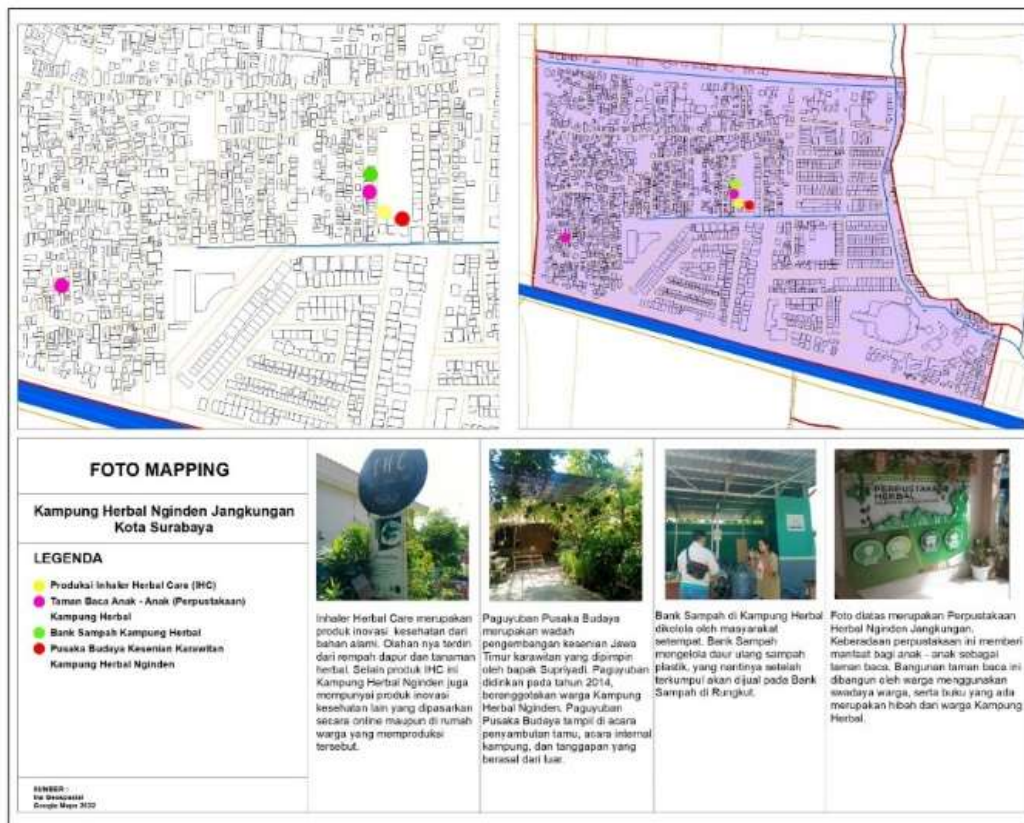 FOTO MAPPING
Kampung Herbal Nginden Jangkungan
Kota Surabaya
LEGENDA
Produksi Inhaler Herbal Care (IHC)
Taman Baca Anak - Anak (Perpustakaan)
Kampung Herbal
Bank Sampah Kampung Herbal
Pusaka Budaya Kesenian Karawitan
Kampung Herbal Nginden
SUMBER :
Ina Geospasial
Google Maps 2022
IHC
Inhaler Herbal Care merupakan
produk inovasi kesehatan dari
bahan alami. Olahan nya terdiri
dari rempah dapur dan tanaman
herbal. Selain produk IHC ini
Kampung Herbal Nginden juga
mempunyai produk inovasi
kesehatan lain yang dipasarkan
secara online maupun di rumah
warga yang memproduksi
tersebut.
Paguyuban Pusaka Budaya
merupakan wadah
pengembangan kesenian Jawa
Timur karawitan yang dipimpin
oleh bapak Supriyadi. Paguyuban
didirikan pada tahun 2014,
beranggotakan warga Kampung
Herbal Nginden. Paguyuban
Pusaka Budaya tampil di acara
penyambutan tamu, acara internal
kampung, dan tanggapan yang
berasal dari luar.
Bank Sampah di Kampung Herbal
dikelola oleh masyarakat
setempat. Bank Sampah
mengelola daur ulang sampah
plastik, yang nantinya setelah
terkumpul akan dijual pada Bank
Sampah di Rungkut.
PERPUSTAKAAN
HERBAL
Foto diatas merupakan Perpustakaan
Herbal Nginden Jangkungan.
Keberadaan perpustakaan ini memberi
manfaat bagi anak - anak sebagai
taman baca. Bangunan taman baca ini
dibangun oleh warga menggunakan
swadaya warga, serta buku yang ada
merupakan hibah dari warga Kampung
Herbal.